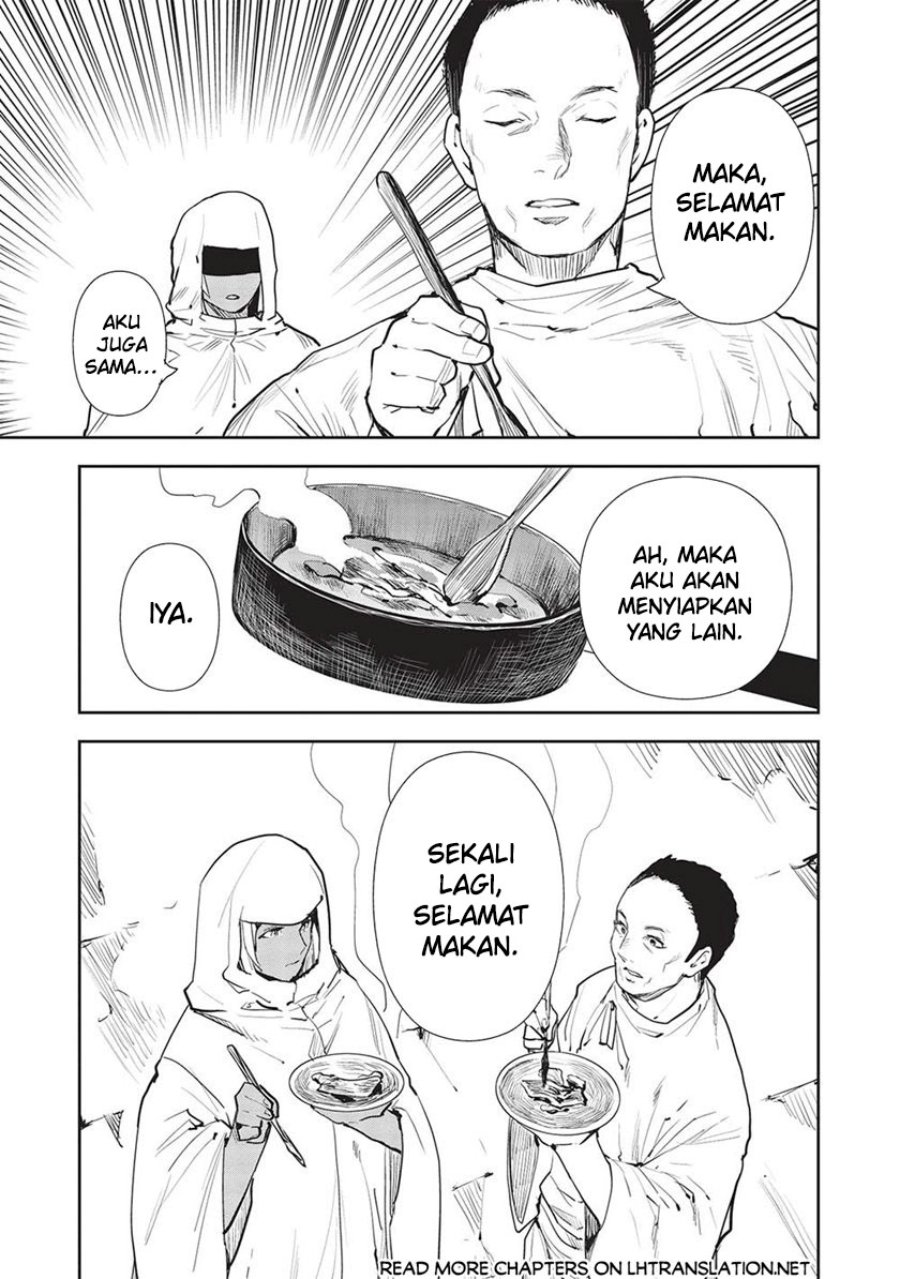 MAKA,
SELAMAT
MAKAN.
AKU
JUGA
SAMA...
AH, MAKA
AKU AKAN
MENYIAPKAN
YANG LAIN.
IYA.
SEKALI
LAGI,
SELAMAT
MAKAN.
READ MORE CHAPTERS ON LHTRANSLATION.NET